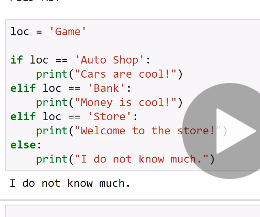 loc = 'Game'
if loc == 'Auto Shop':
    print("Cars are cool!")
elif loc == 'Bank':
    print("Money is cool!")
elif loc == 'Store':
    print("Welcome to the store!")
else:
    print("I do not know much.")
I do not know much.